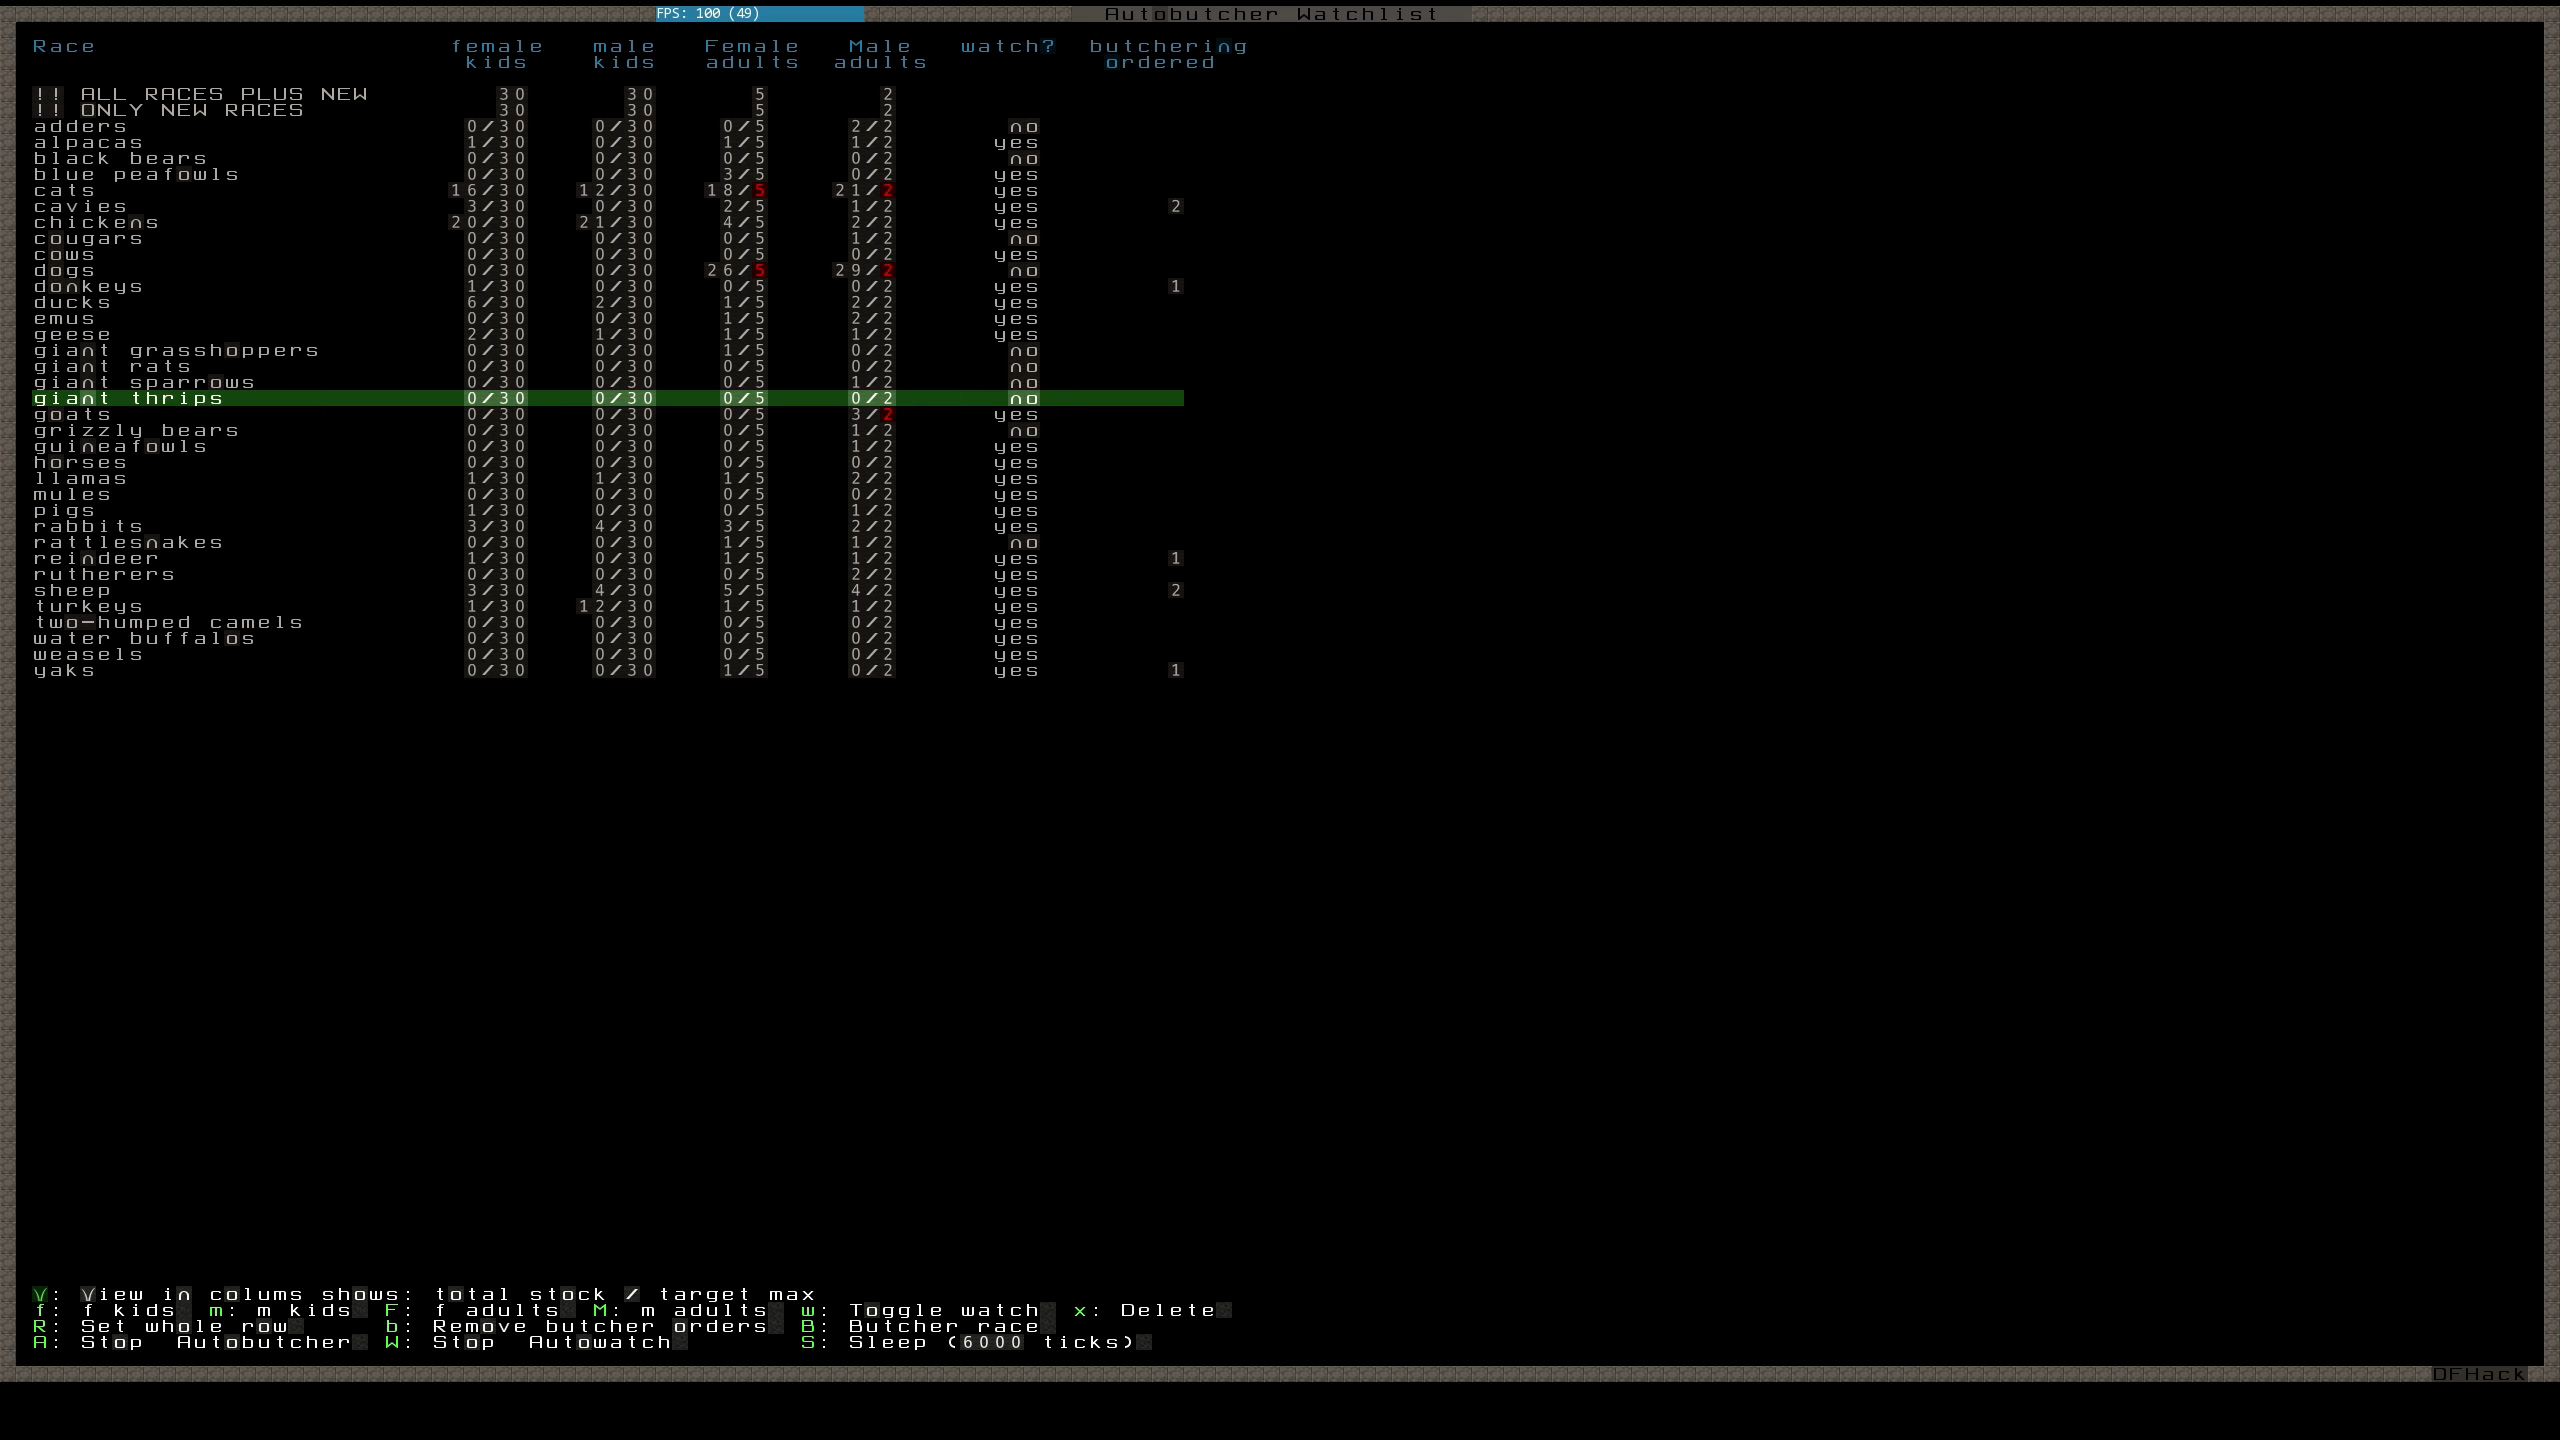 FPS: 100 (49) Autobutcher Watchlist
Race female male Female Male watch? butchering
kids kids adults adults ordered
!! ALL RACES PLUS NEW 30 30 5 2
!! ONLY NEW RACES 30 30 5 2
adders 0/30 0/30 0/5 2/2 no
alpacas 1/30 0/30 1/5 1/2 yes
black bears 0/30 0/30 0/5 0/2 no
blue peafowls 0/30 0/30 3/5 0/2 yes
cats 16/30 12/30 18/5 21/2 yes
cavies 3/30 0/30 2/5 1/2 yes 2
chickens 20/30 21/30 4/5 2/2 yes
cougars 0/30 0/30 0/5 1/2 no
cows 0/30 0/30 0/5 0/2 yes
dogs 0/30 0/30 26/5 29/2 no
donkeys 1/30 0/30 0/5 0/2 yes 1
ducks 6/30 2/30 1/5 2/2 yes
emus 0/30 0/30 1/5 2/2 yes
geese 2/30 1/30 1/5 1/2 yes
giant grasshoppers 0/30 0/30 1/5 0/2 no
giant rats 0/30 0/30 0/5 0/2 no
giant sparrows 0/30 0/30 0/5 1/2 no
giant thrips 0/30 0/30 0/5 0/2 no
goats 0/30 0/30 0/5 3/2 yes
grizzly bears 0/30 0/30 0/5 1/2 no
guineafowls 0/30 0/30 0/5 1/2 yes
horses 0/30 0/30 0/5 0/2 yes
llamas 1/30 1/30 1/5 2/2 yes
mules 0/30 0/30 0/5 0/2 yes
pigs 1/30 0/30 0/5 1/2 yes
rabbits 3/30 4/30 3/5 2/2 yes
rattlesnakes 0/30 0/30 1/5 1/2 no
reindeer 1/30 0/30 1/5 1/2 yes 1
rutherers 0/30 0/30 0/5 2/2 yes
sheep 3/30 4/30 5/5 4/2 yes 2
turkeys 1/30 12/30 1/5 1/2 yes
two-humped camels 0/30 0/30 0/5 0/2 yes
water buffalos 0/30 0/30 0/5 0/2 yes
weasels 0/30 0/30 0/5 0/2 yes
yaks 0/30 0/30 1/5 0/2 yes 1
V: View in colums shows: total stock / target max
f: f kids m: m kids F: f adults M: m adults w: Toggle watch x: Delete
R: Set whole row b: Remove butcher orders B: Butcher race
A: Stop Autobutcher W: Stop Autowatch S: Sleep (6000 ticks)
DFHack